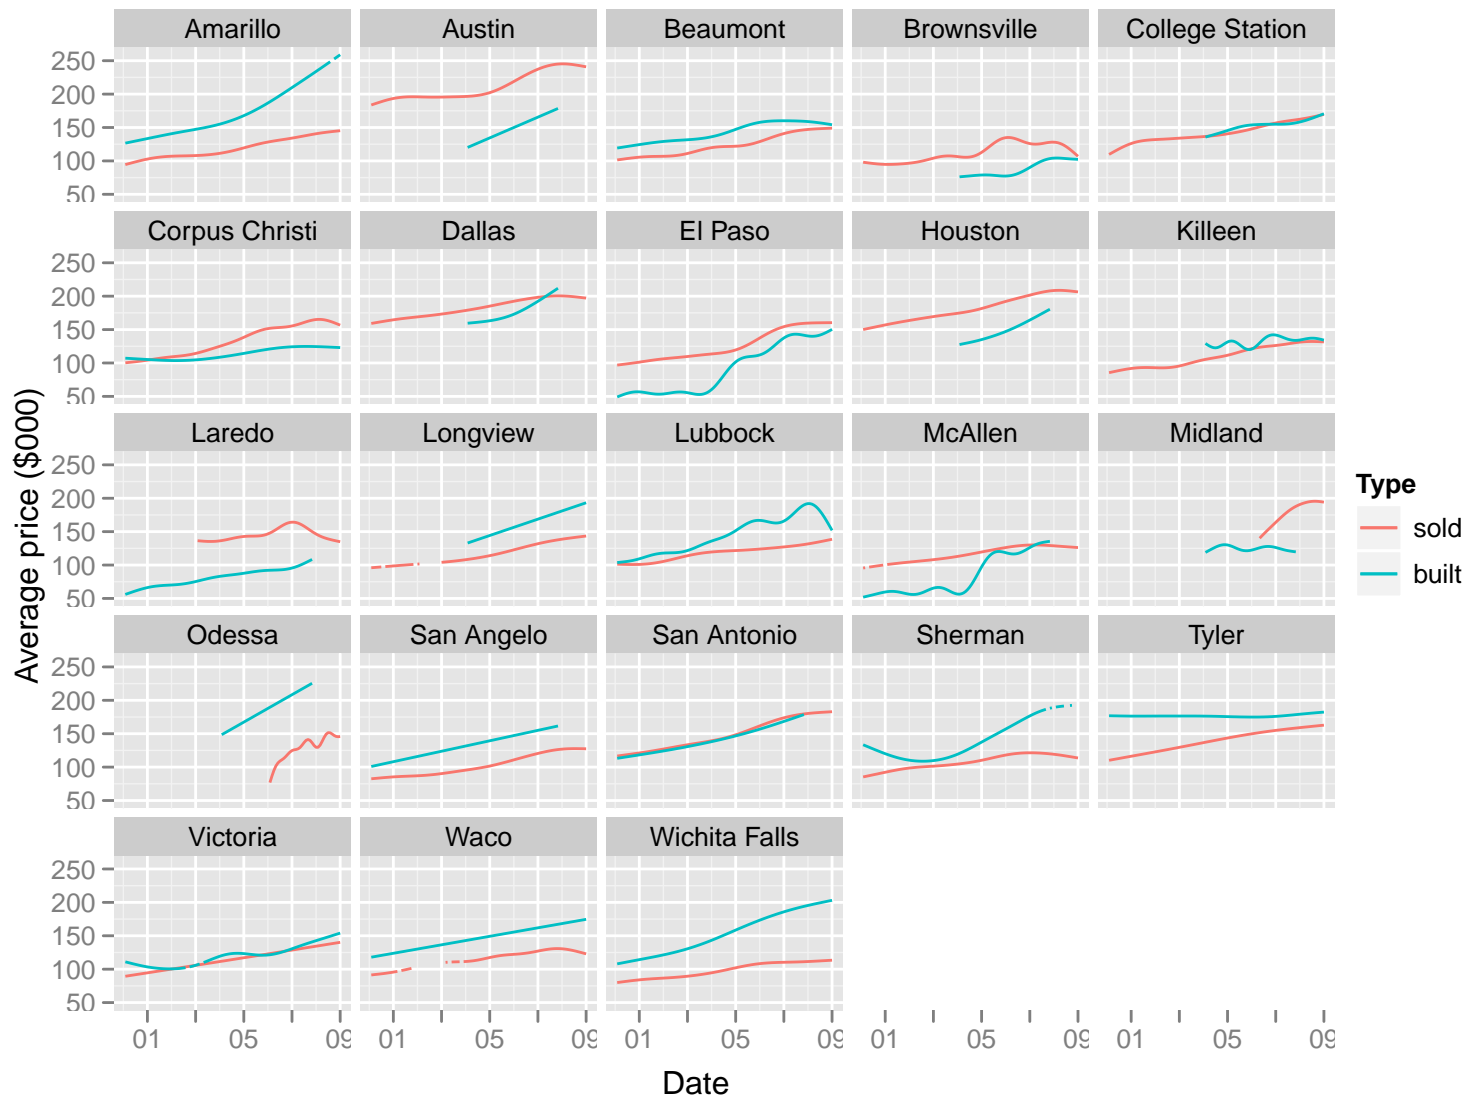 Amarillo Austin Beaumont Brownsville College Station
250
200
150
100
50
Corpus Christi Dallas El Paso Houston Killeen
250
200
150
100
50
Laredo Longview Lubbock McAllen Midland
250
200
150
100
50
Odessa San Angelo San Antonio Sherman Tyler
250
200
150
100
50
Victoria Waco Wichita Falls
250
200
150
100
50
01 05 09 01 05 09 01 05 09 01 05 09 01 05 09
Date
Average price ($000)
Type
sold
built